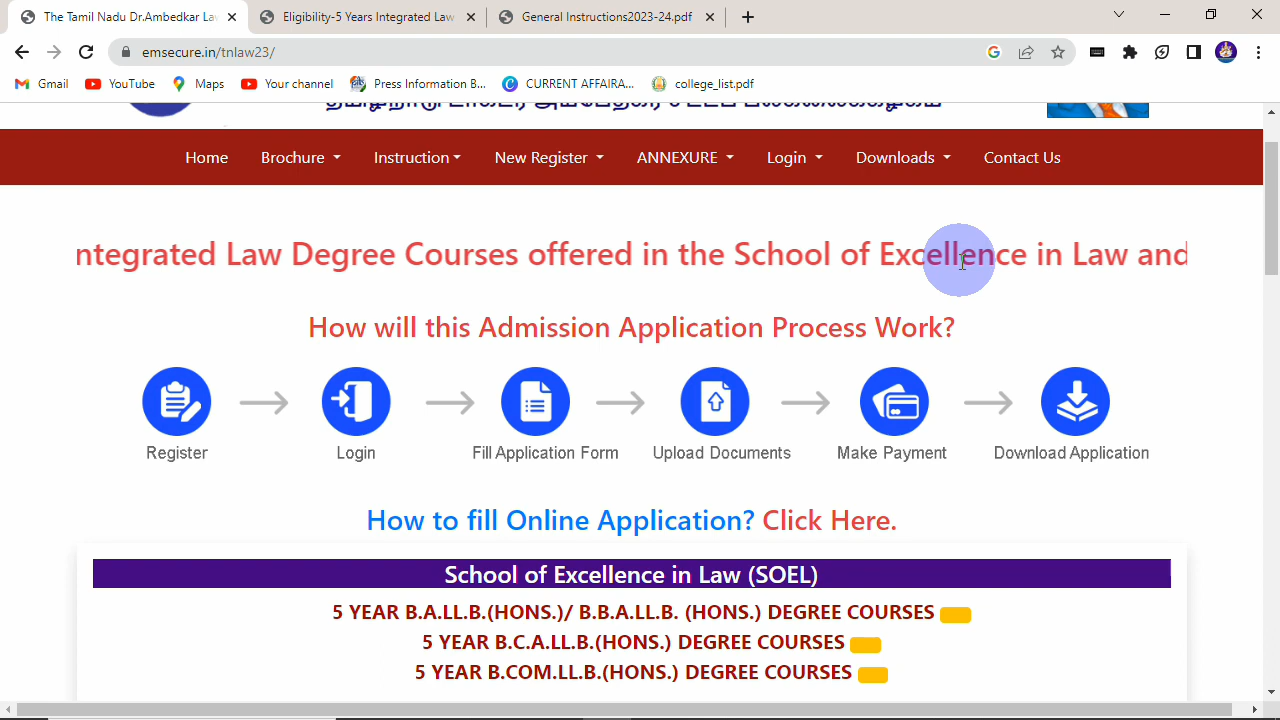 The Tamil Nadu Dr.Ambedkar La
Eligibility-5 Years Integrated Law
General Instructions2023-24.pdf
emsecure.in/tnlaw23/
Gmail
YouTube
Maps
Your channel
Press Information B...
CURRENT AFFAIRA...
college_list.pdf
Home
Brochure
Instruction
New Register
ANNEXURE
Login
Downloads
Contact Us
ntegrated Law Degree Courses offered in the School of Excellence in Law and
How will this Admission Application Process Work?
Register
Login
Fill Application Form
Upload Documents
Make Payment
Download Application
How to fill Online Application? Click Here.
School of Excellence in Law (SOEL)
5 YEAR B.A.LL.B.(HONS.)/ B.B.A.LL.B. (HONS.) DEGREE COURSES
5 YEAR B.C.A.LL.B.(HONS.) DEGREE COURSES
5 YEAR B.COM.LL.B.(HONS.) DEGREE COURSES